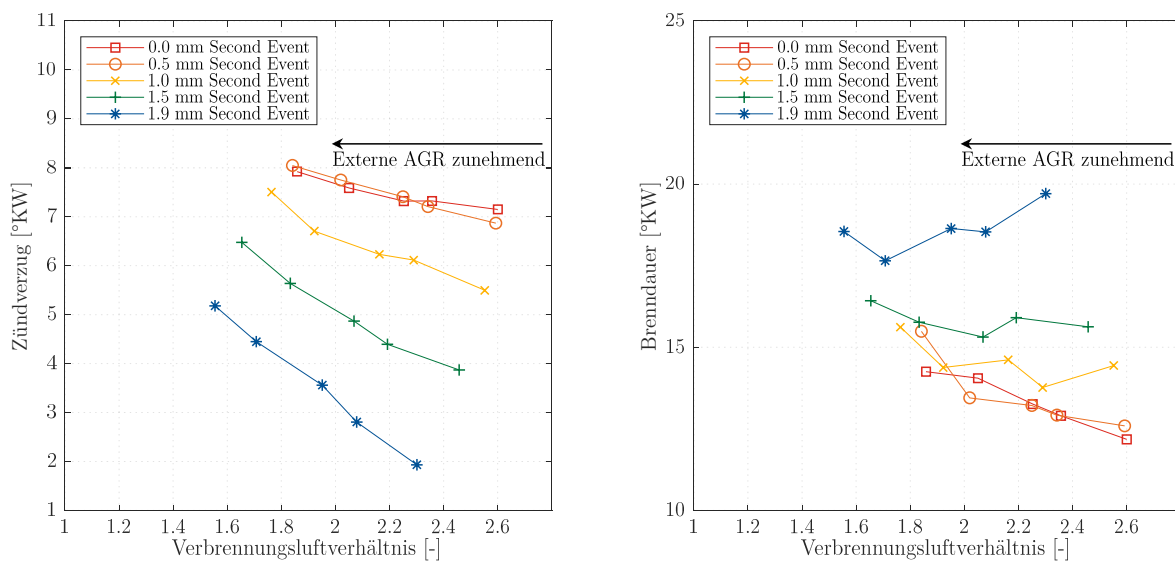 11
10
9
8
7
6
5
4
3
2
1
Zündverzug [°KW]
0.0 mm Second Event
0.5 mm Second Event
1.0 mm Second Event
1.5 mm Second Event
1.9 mm Second Event
Externe AGR zunehmend
1 1.2 1.4 1.6 1.8 2 2.2 2.4 2.6
Verbrennungsluftverhältnis [-]
25
20
15
10
Brenndauer [°KW]
0.0 mm Second Event
0.5 mm Second Event
1.0 mm Second Event
1.5 mm Second Event
1.9 mm Second Event
Externe AGR zunehmend
1 1.2 1.4 1.6 1.8 2 2.2 2.4 2.6
Verbrennungsluftverhältnis [-]